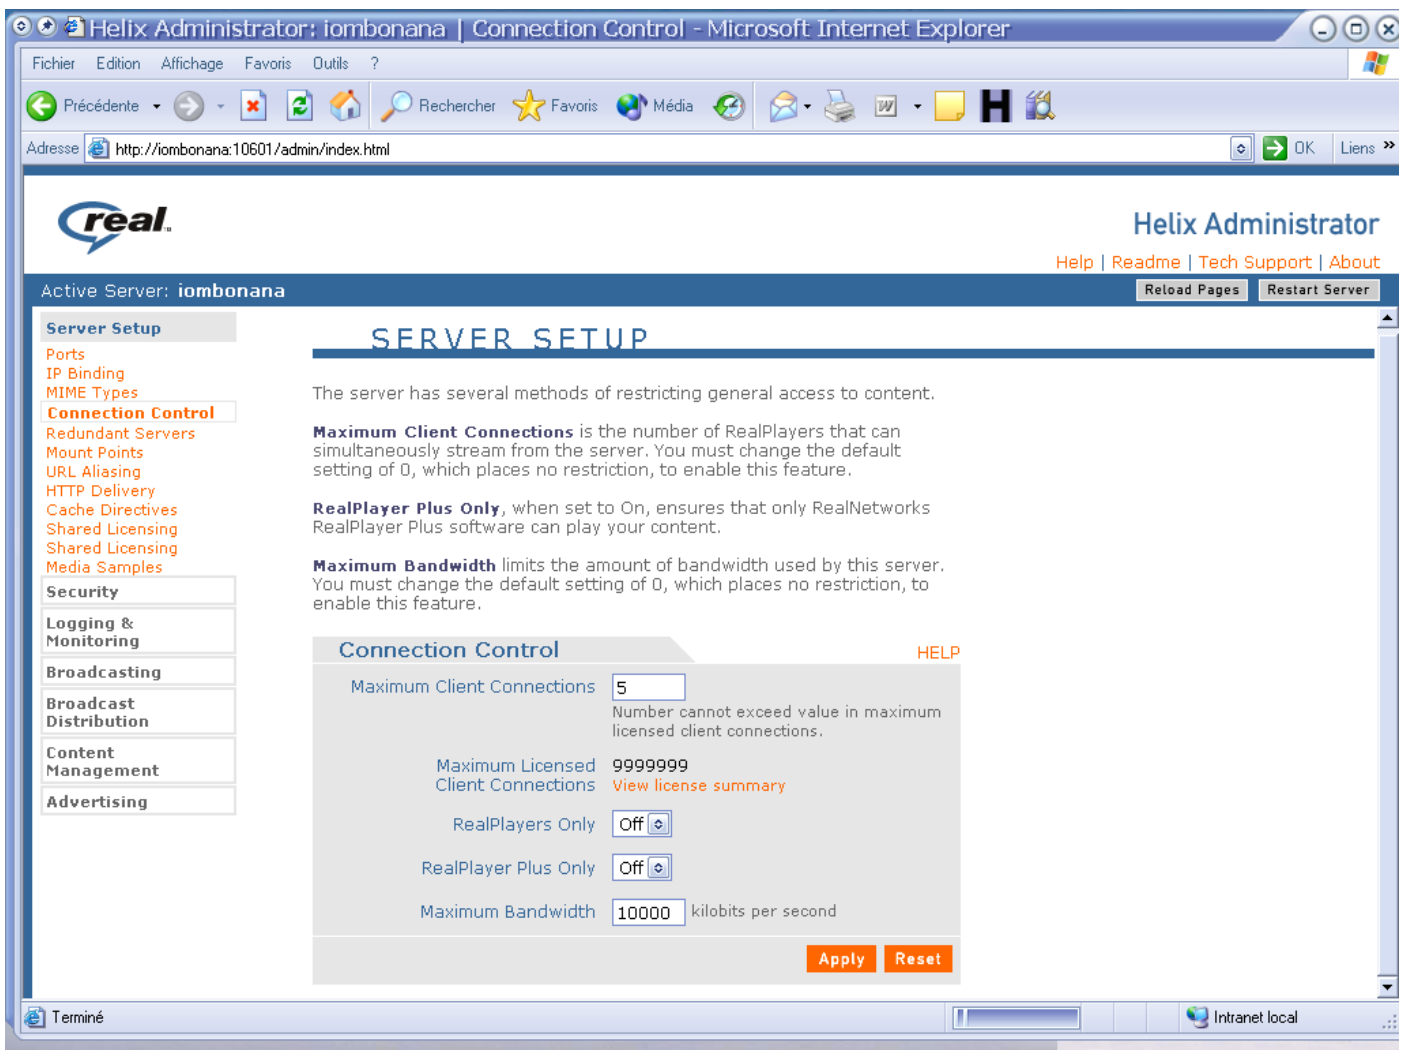 Helix Administrator: iombonana | Connection Control - Microsoft Internet Explorer
Fichier Edition Affichage Favoris Outils ?
Précédente Rechercher Favoris Média
Adresse http://iombonana:10601/admin/index.html OK Liens »
real
Helix Administrator
Help | Readme | Tech Support | About
Active Server: iombonana Reload Pages Restart Server
Server Setup
Ports
IP Binding
MIME Types
Connection Control
Redundant Servers
Mount Points
URL Aliasing
HTTP Delivery
Cache Directives
Shared Licensing
Shared Licensing
Media Samples
Security
Logging &
Monitoring
Broadcasting
Broadcast
Distribution
Content
Management
Advertising
SERVER SETUP
The server has several methods of restricting general access to content.
Maximum Client Connections is the number of RealPlayers that can
simultaneously stream from the server. You must change the default
setting of 0, which places no restriction, to enable this feature.
RealPlayer Plus Only, when set to On, ensures that only RealNetworks
RealPlayer Plus software can play your content.
Maximum Bandwidth limits the amount of bandwidth used by this server.
You must change the default setting of 0, which places no restriction, to
enable this feature.
Connection Control
HELP
Maximum Client Connections 5
Number cannot exceed value in maximum
licensed client connections.
Maximum Licensed 9999999
Client Connections View license summary
RealPlayers Only Off
RealPlayer Plus Only Off
Maximum Bandwidth 10000 kilobits per second
Apply Reset
Terminé Intranet local